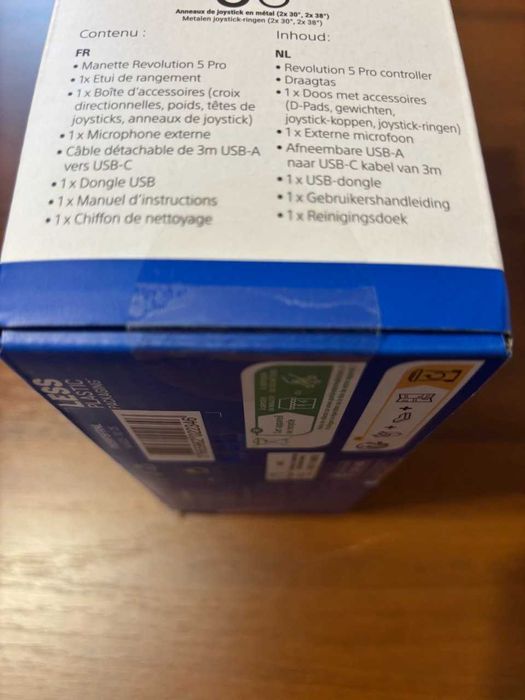 Anneaux de joystick en métal (2x 30°, 2x 38°)
Metalen joystick-ringen (2x 30°, 2x 38°)
Contenu :
FR
• Manette Revolution 5 Pro
• 1x Etui de rangement
• 1 x Boîte d'accessoires (croix
directionnelles, poids, têtes de
joysticks, anneaux de joystick)
• 1 x Microphone externe
• Câble détachable de 3m USB-A
vers USB-C
• 1 x Dongle USB
• 1 x Manuel d'instructions
• 1 x Chiffon de nettoyage
Inhoud:
NL
• Revolution 5 Pro controller
• Draagtas
• 1 x Doos met accessoires
(D-Pads, gewichten,
joystick-koppen, joystick-ringen)
• 1 x Externe microfoon
• Afneembare USB-A
naar USB-C kabel van 3m
• 1 x USB-dongle
• 1 x Gebruikershandleiding
• 1 x Reinigingsdoek
LESS
PLASTIC